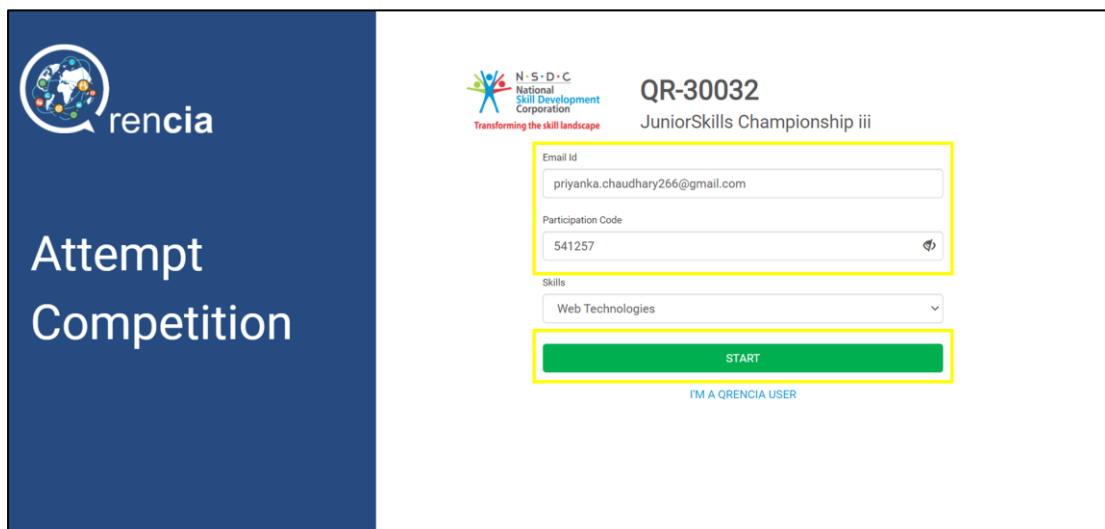 Qrencia
Attempt
Competition
N·S·D·C
National
Skill Development
Corporation
Transforming the skill landscape
QR-30032
JuniorSkills Championship iii
Email Id
priyanka.chaudhary266@gmail.com
Participation Code
541257
Skills
Web Technologies
START
I'M A QRENCIA USER